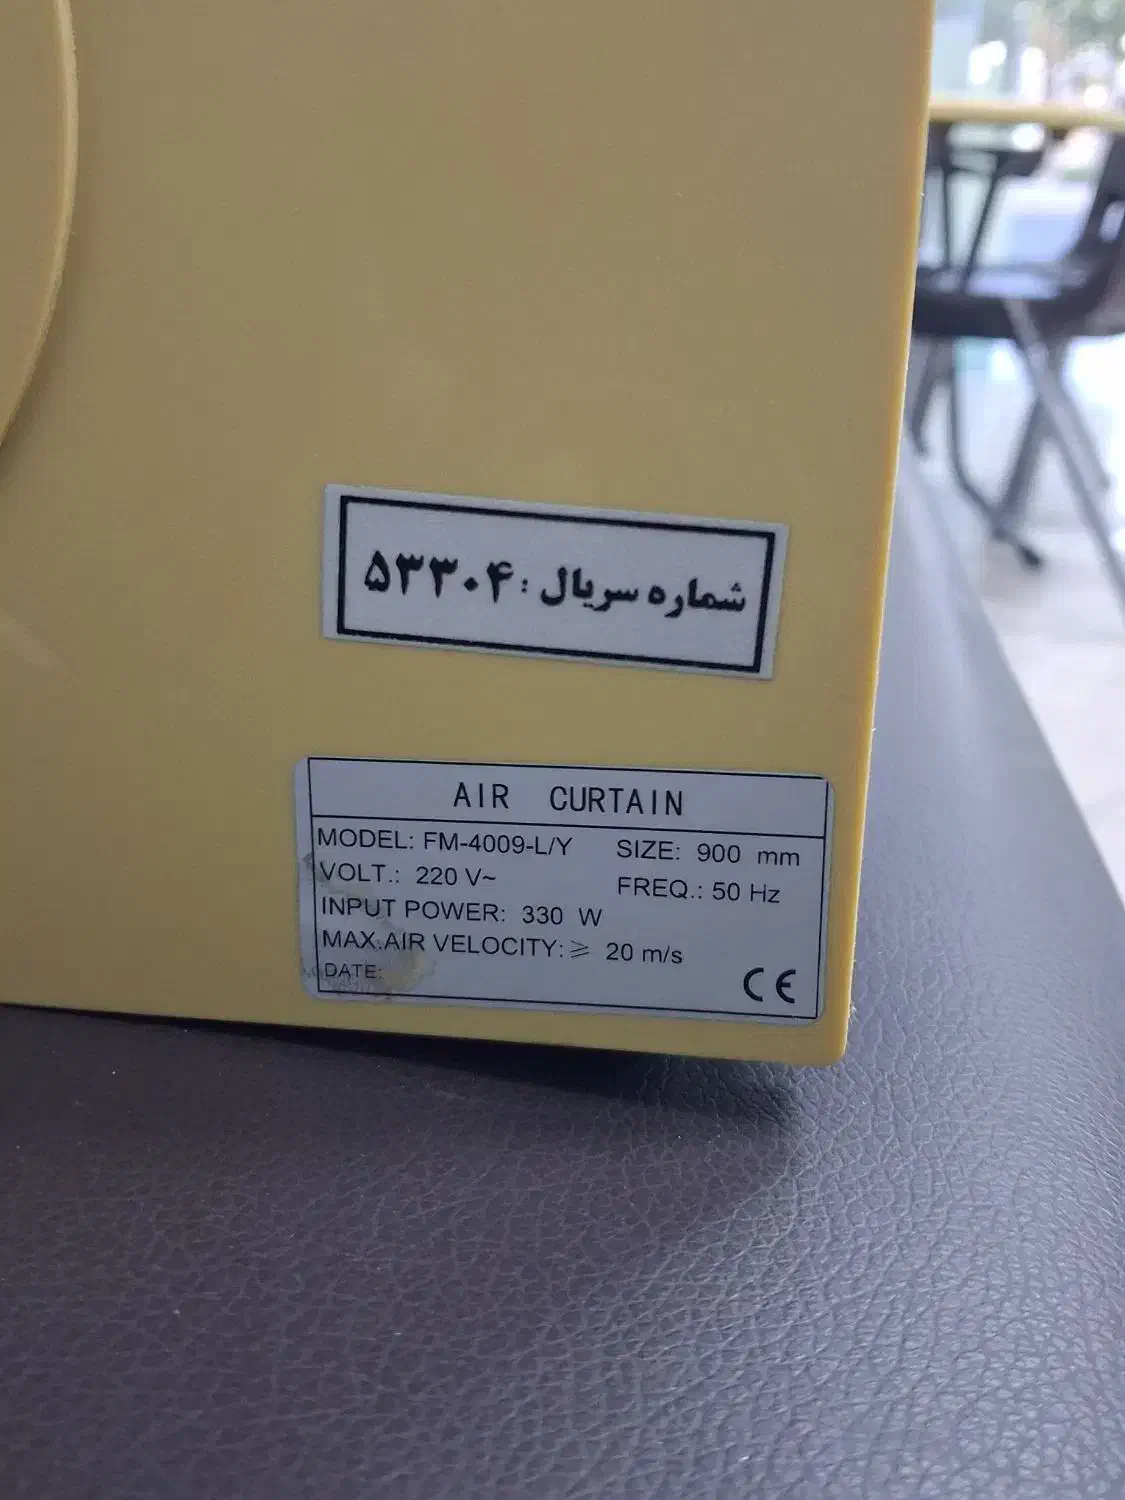 شماره سریال : ۵۳۳۰۴
AIR CURTAIN
MODEL: FM-4009-L/Y SIZE: 900 mm
VOLT.: 220 V~ FREQ.: 50 Hz
INPUT POWER: 330 W
MAX.AIR VELOCITY: ⩾ 20 m/s
DATE:
CE